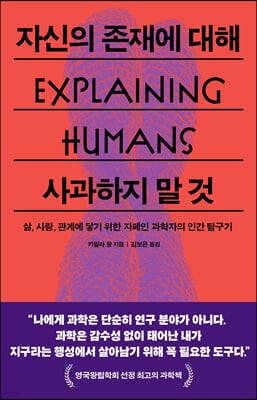 자신의 존재에 대해
EXPLAINING
HUMANS
사과하지 말 것
삶, 사랑, 관계에 닿기 위한 자폐인 과학자의 인간 탐구기
카밀라 팡 지음 | 김보은 옮김
“나에게 과학은 단순히 연구 분야가 아니다.
과학은 감수성 없이 태어난 내가
지구라는 행성에서 살아남기 위해 꼭 필요한 도구다.”
영국왕립학회 선정 최고의 과학책